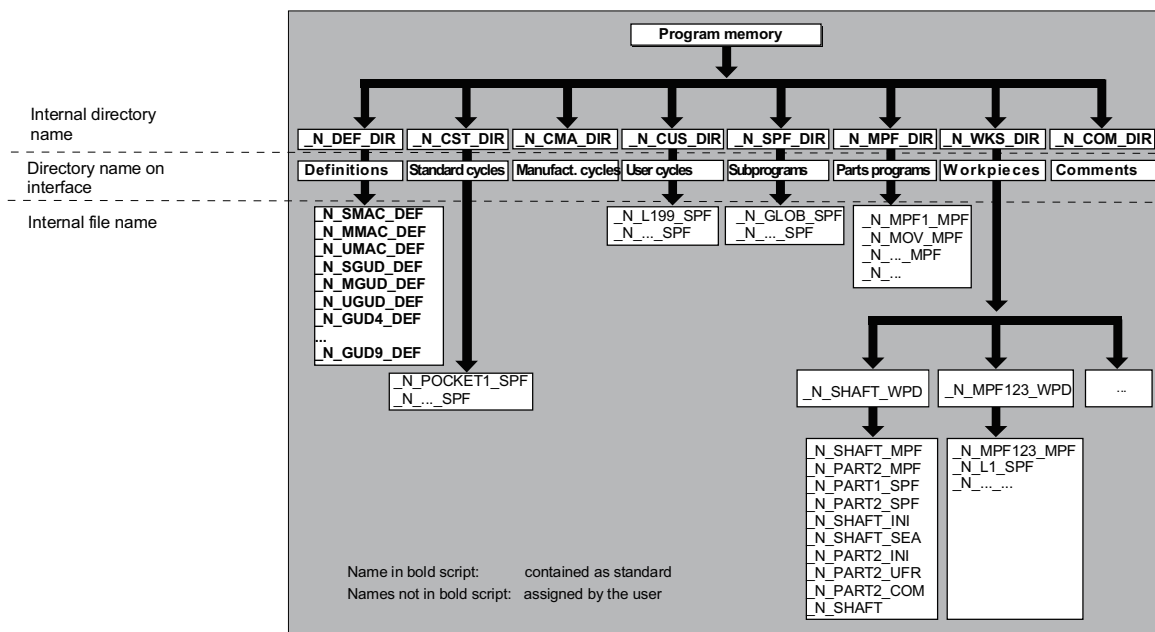 Program memory
Internal directory
name
_N_DEF_DIR
_N_CST_DIR
_N_CMA_DIR
_N_CUS_DIR
_N_SPF_DIR
_N_MPF_DIR
_N_WKS_DIR
_N_COM_DIR
Directory name on
interface
Definitions
Standard cycles
Manufact. cycles
User cycles
Subprograms
Parts programs
Workpieces
Comments
Internal file name
_N_SMAC_DEF
_N_MMAC_DEF
_N_UMAC_DEF
_N_SGUD_DEF
_N_MGUD_DEF
_N_UGUD_DEF
_N_GUD4_DEF
...
_N_GUD9_DEF
_N_POCKET1_SPF
_N_..._SPF
_N_L199_SPF
_N_..._SPF
_N_GLOB_SPF
_N_..._SPF
_N_MPF1_MPF
_N_MOV_MPF
_N_..._MPF
_N_...
_N_SHAFT_WPD
_N_MPF123_WPD
...
_N_SHAFT_MPF
_N_PART2_MPF
_N_PART1_SPF
_N_PART2_SPF
_N_SHAFT_INI
_N_SHAFT_SEA
_N_PART2_INI
_N_PART2_UFR
_N_PART2_COM
_N_SHAFT
_N_MPF123_MPF
_N_L1_SPF
_N_..._...
Name in bold script: contained as standard
Names not in bold script: assigned by the user